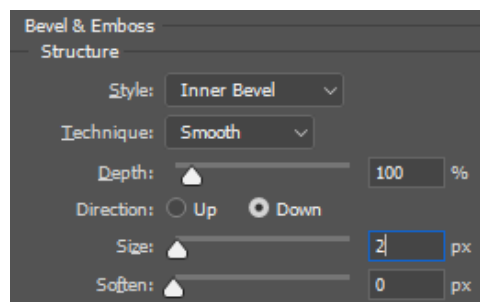 Bevel & Emboss
Structure
Style: Inner Bevel
Technique: Smooth
Depth: 100 %
Direction: Up Down
Size: 2 px
Soften: 0 px